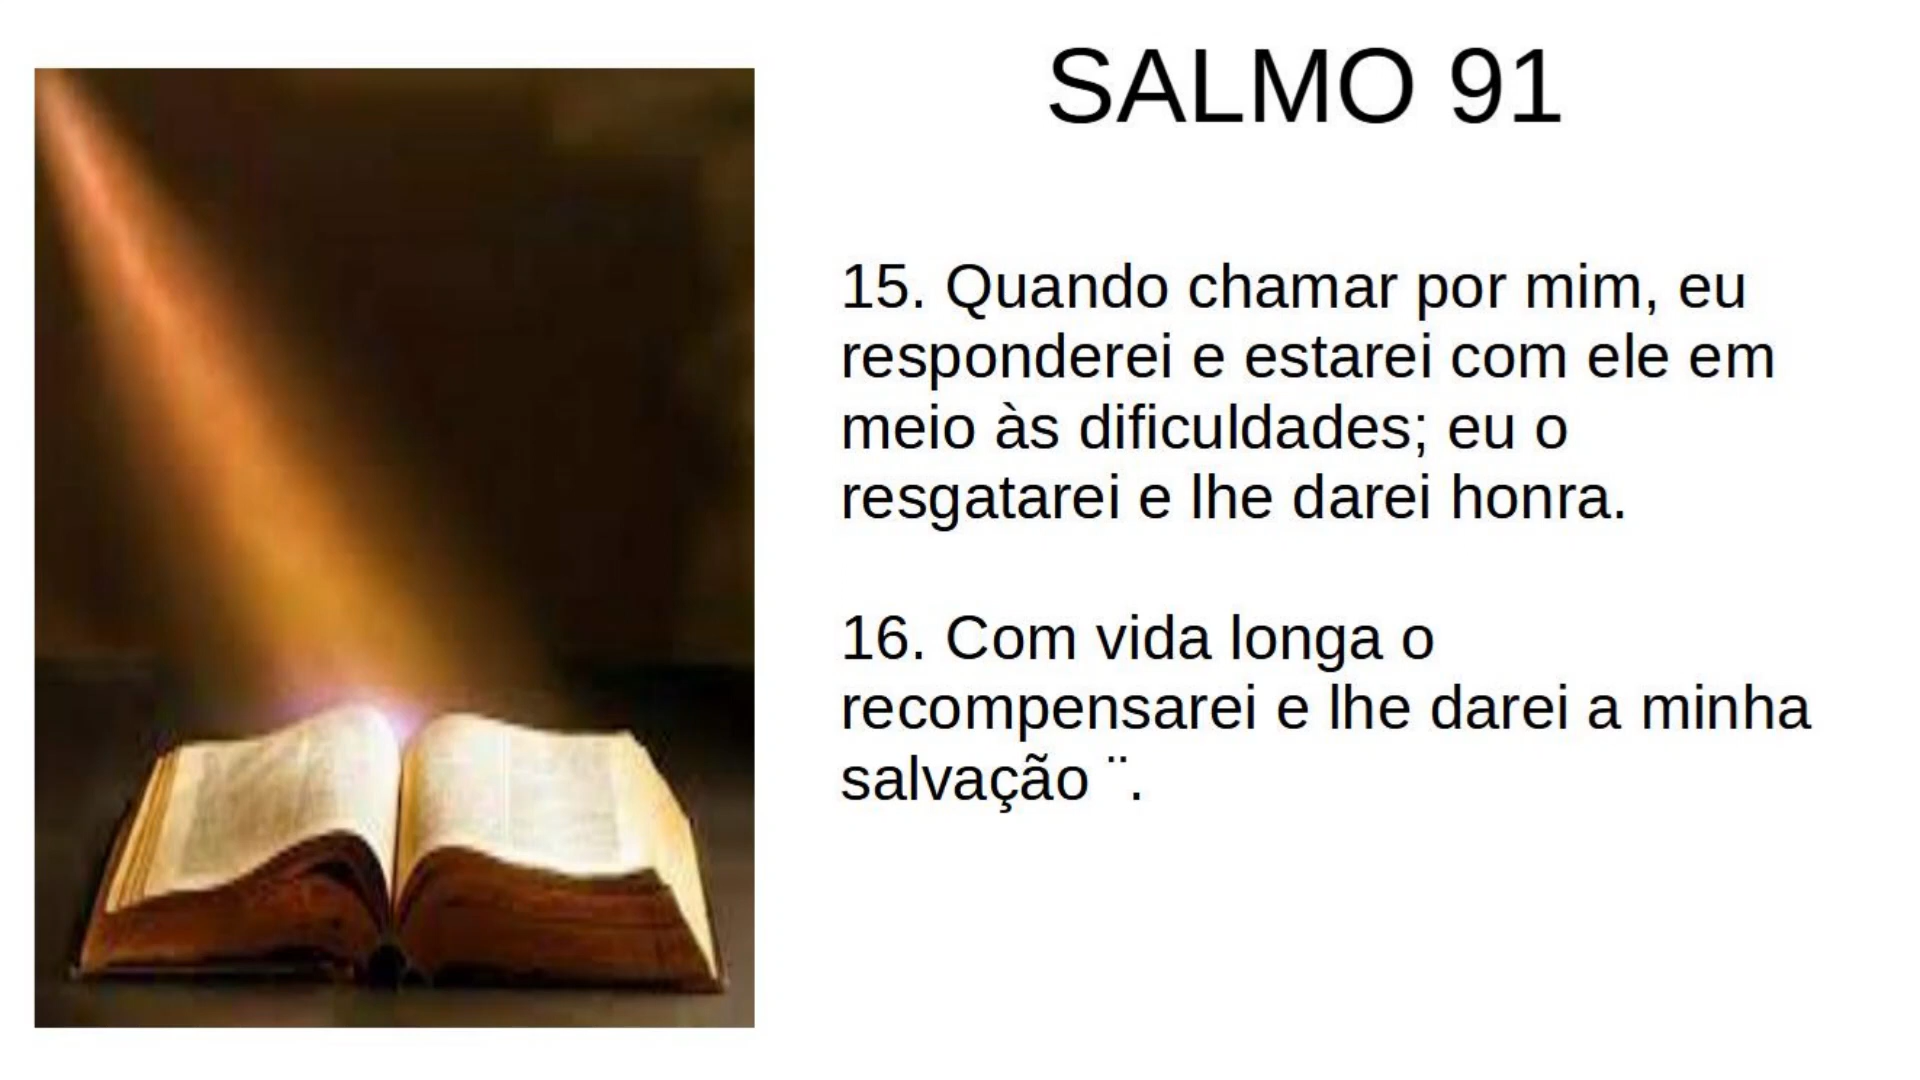 SALMO 91
15. Quando chamar por mim, eu
responderei e estarei com ele em
meio às dificuldades; eu o
resgatarei e lhe darei honra.
16. Com vida longa o
recompensarei e lhe darei a minha
salvação ¨.